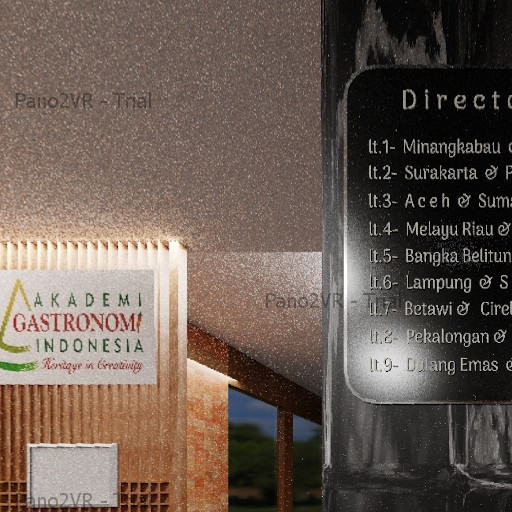 Pano2VR - Trial
AKADEMI
GASTRONOMI
INDONESIA
Heritage in Creativity
Pano2VR - Trial
Pano2VR - Trial
Directo
lt.1- Minangkabau
lt.2- Surakarta & P
lt.3- Aceh & Suma
lt.4- Melayu Riau &
lt.5- Bangka Belitun
lt.6- Lampung & S
lt.7- Betawi & Cire
lt.8- Pekalongan &
lt.9- Dulang Emas &